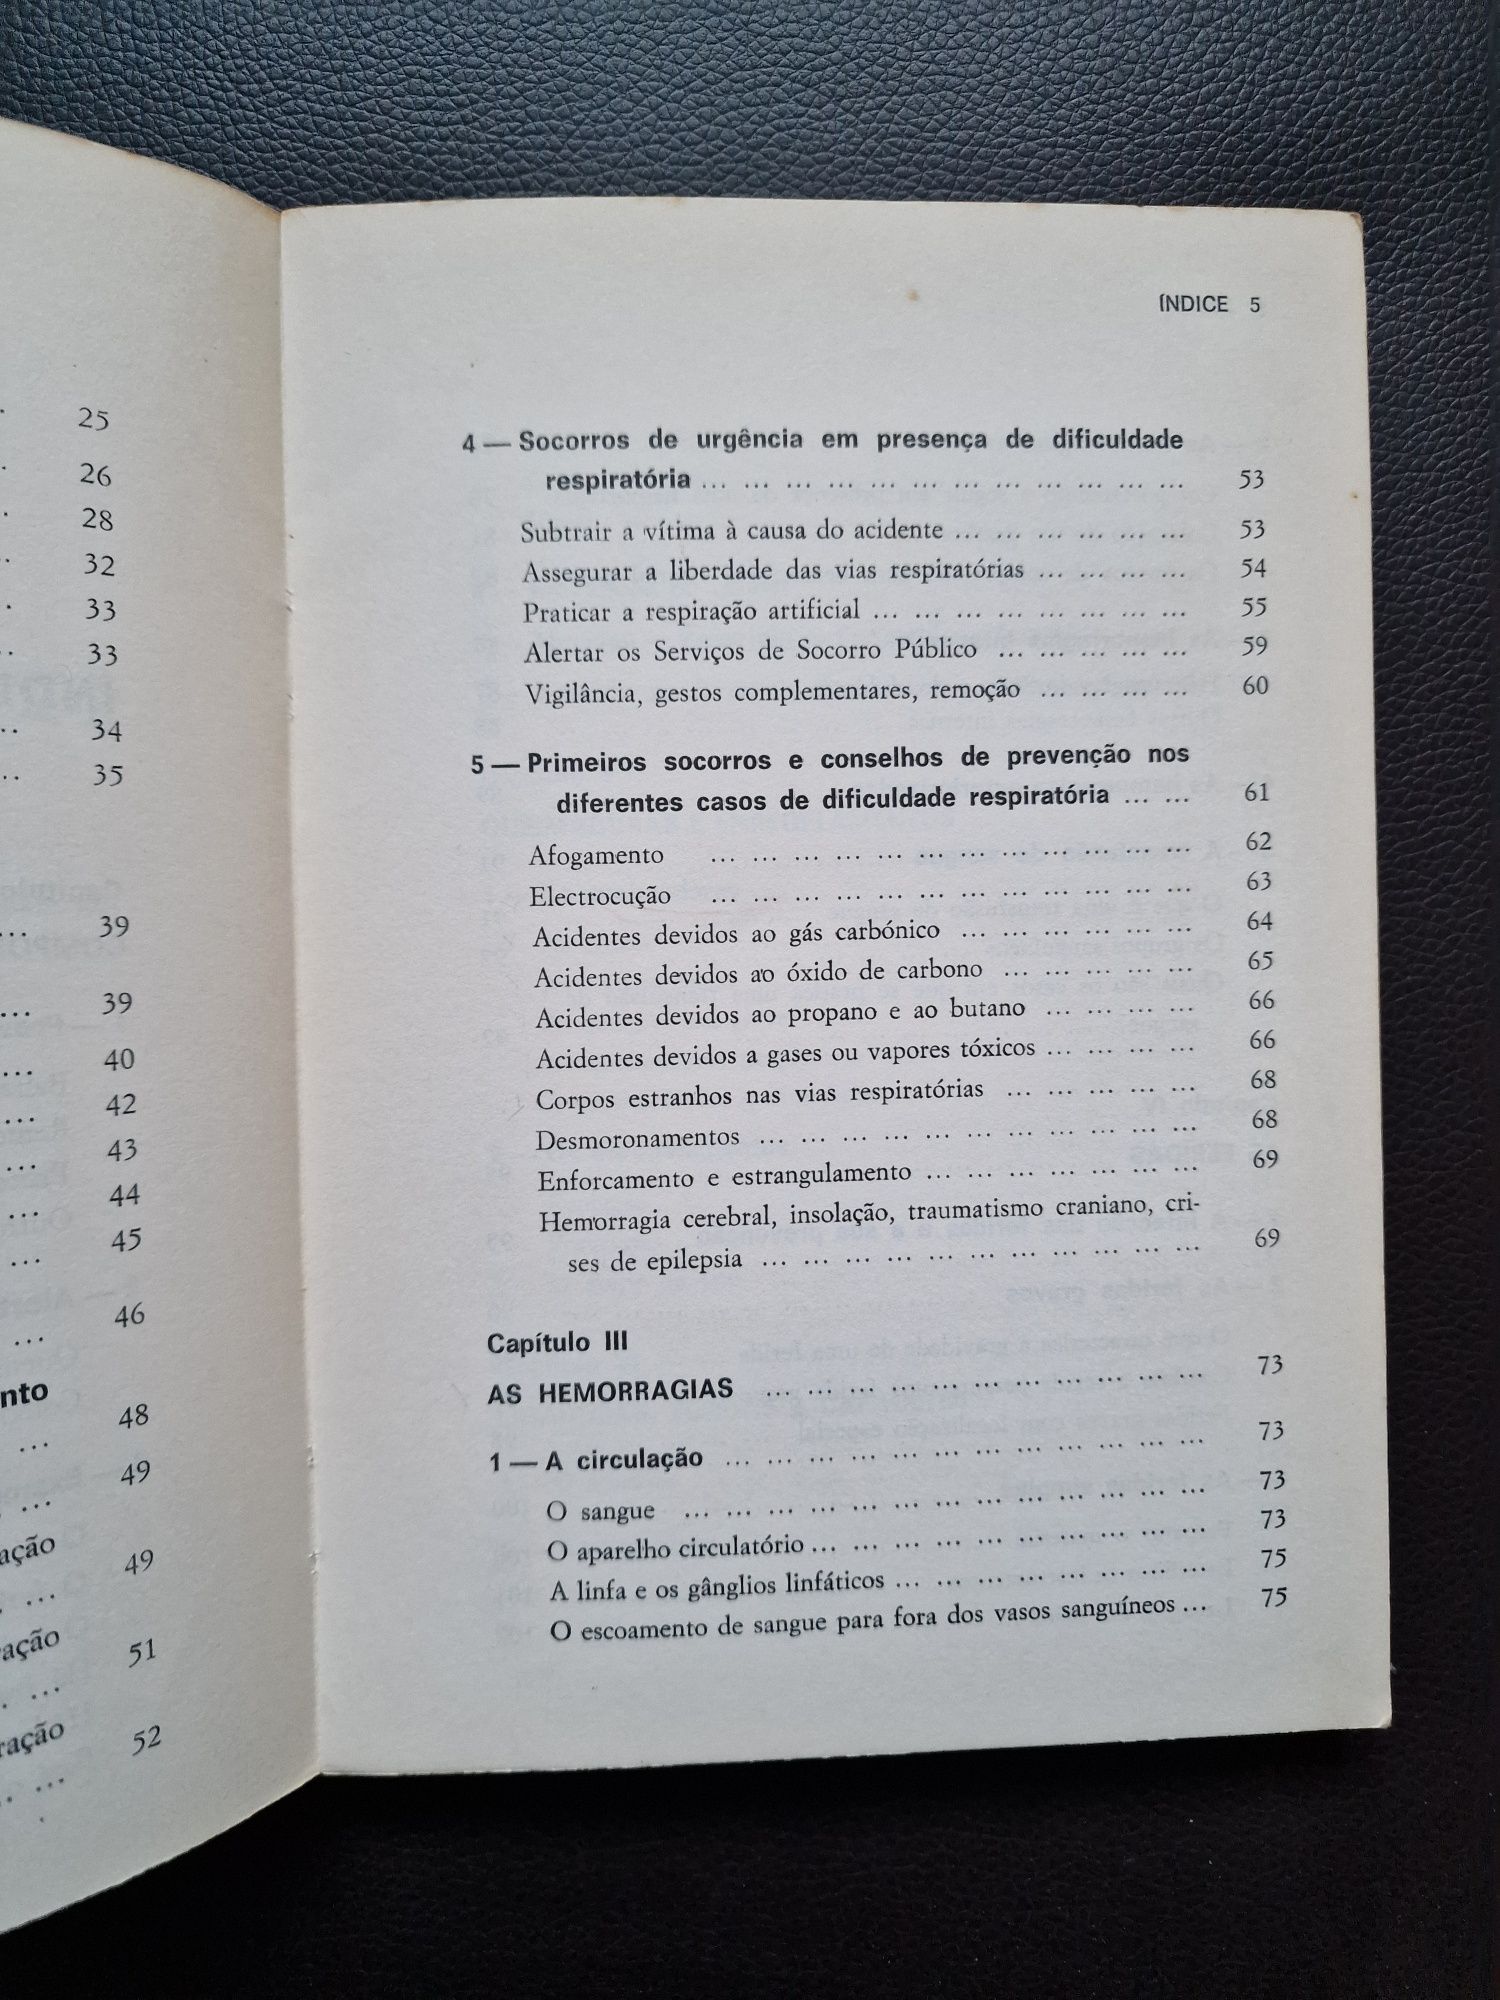 25
26
28
32
33
33
34
35
39
39
40
42
43
44
45
46
nto
48
49
ação
49
ação
51
ração
52
ÍNDICE 5
4 — Socorros de urgência em presença de dificuldade
respiratória ... ... ... ... ... ... ... ... ... ... ... ... 53
Subtrair a vítima à causa do acidente ... ... ... ... ... ... 53
Assegurar a liberdade das vias respiratórias ... ... ... ... 54
Praticar a respiração artificial ... ... ... ... ... ... ... ... 55
Alertar os Serviços de Socorro Público ... ... ... ... ... 59
Vigilância, gestos complementares, remoção ... ... ... ... 60
5 — Primeiros socorros e conselhos de prevenção nos
diferentes casos de dificuldade respiratória ... ... 61
Afogamento ... ... ... ... ... ... ... ... ... ... ... ... 62
Electrocução ... ... ... ... ... ... ... ... ... ... ... ... 63
Acidentes devidos ao gás carbónico ... ... ... ... ... ... 64
Acidentes devidos ao óxido de carbono ... ... ... ... ... 65
Acidentes devidos ao propano e ao butano ... ... ... ... 66
Acidentes devidos a gases ou vapores tóxicos ... ... ... ... 66
Corpos estranhos nas vias respiratórias ... ... ... ... ... 68
Desmoronamentos ... ... ... ... ... ... ... ... ... ... ... 68
Enforcamento e estrangulamento ... ... ... ... ... ... ... 69
Hemorragia cerebral, insolação, traumatismo craniano, cri-
ses de epilepsia ... ... ... ... ... ... ... ... ... ... ... 69
Capítulo III
AS HEMORRAGIAS ... ... ... ... ... ... ... ... ... ... ... 73
1 — A circulação ... ... ... ... ... ... ... ... ... ... ... ... 73
O sangue ... ... ... ... ... ... ... ... ... ... ... ... ... 73
O aparelho circulatório ... ... ... ... ... ... ... ... ... ... 73
A linfa e os gânglios linfáticos ... ... ... ... ... ... ... ... 75
O escoamento de sangue para fora dos vasos sanguíneos ... 75